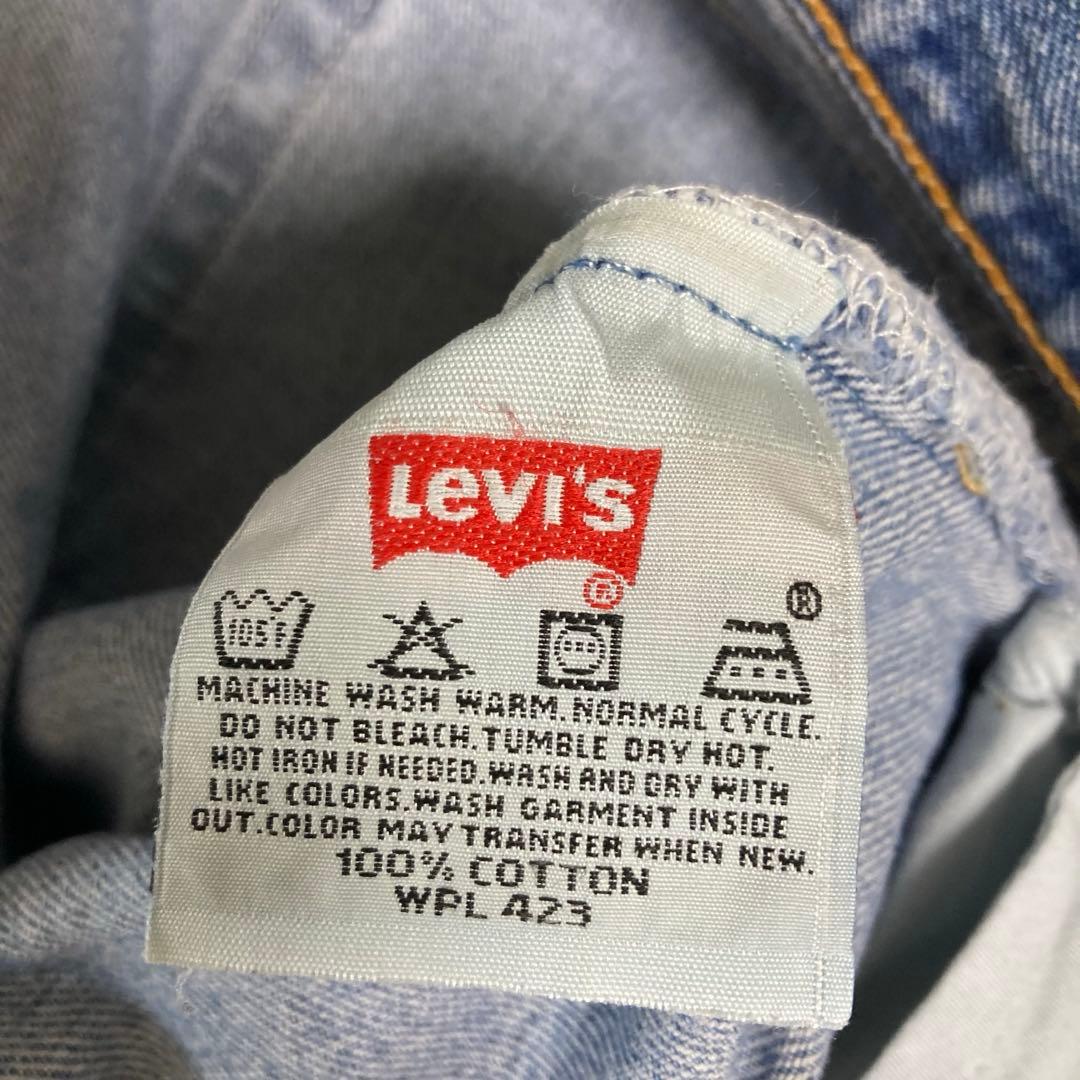 Levi's
®
®
105°F
MACHINE WASH WARM. NORMAL CYCLE.
DO NOT BLEACH. TUMBLE DRY HOT.
HOT IRON IF NEEDED. WASH AND DRY WITH
LIKE COLORS. WASH GARMENT INSIDE
OUT. COLOR MAY TRANSFER WHEN NEW.
100% COTTON
WPL 423